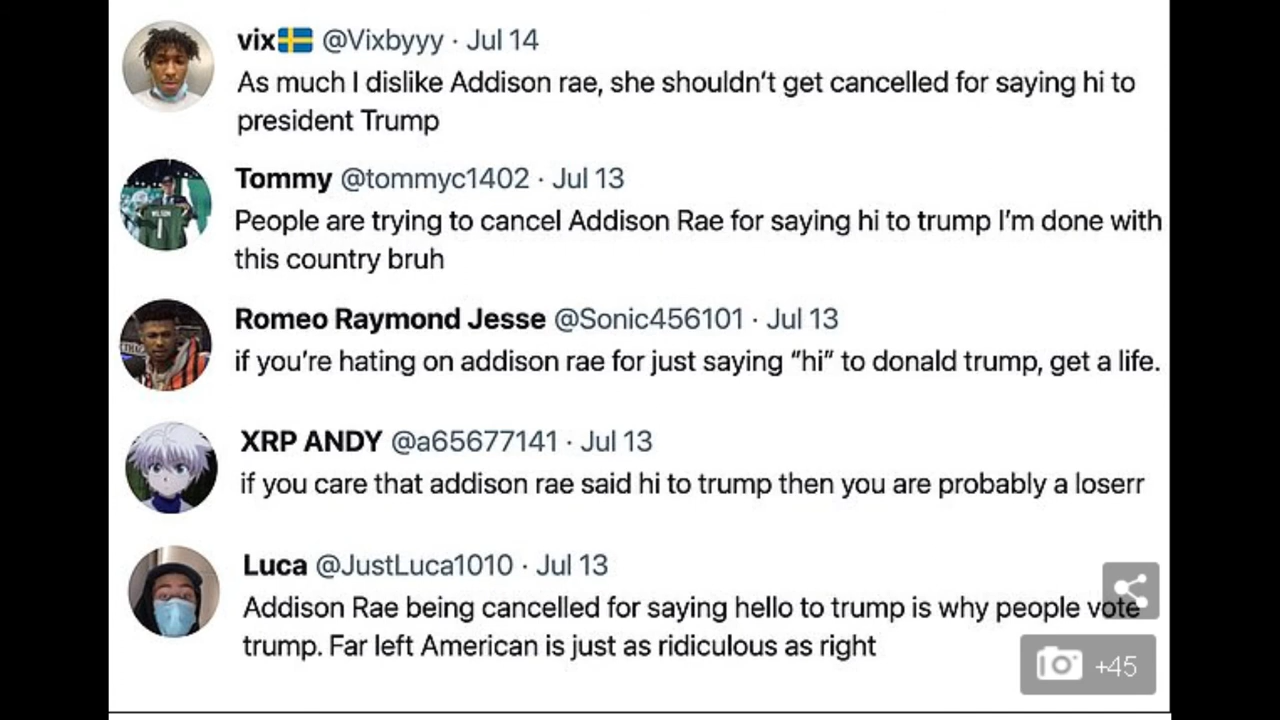 vix🇸🇪 @Vixbyyy · Jul 14
As much I dislike Addison rae, she shouldn't get cancelled for saying hi to
president Trump
Tommy @tommyc1402 · Jul 13
People are trying to cancel Addison Rae for saying hi to trump I'm done with
this country bruh
Romeo Raymond Jesse @Sonic456101 · Jul 13
if you're hating on addison rae for just saying “hi” to donald trump, get a life.
XRP ANDY @a65677141 · Jul 13
if you care that addison rae said hi to trump then you are probably a loserr
Luca @JustLuca1010 · Jul 13
Addison Rae being cancelled for saying hello to trump is why people vote
trump. Far left American is just as ridiculous as right
+45